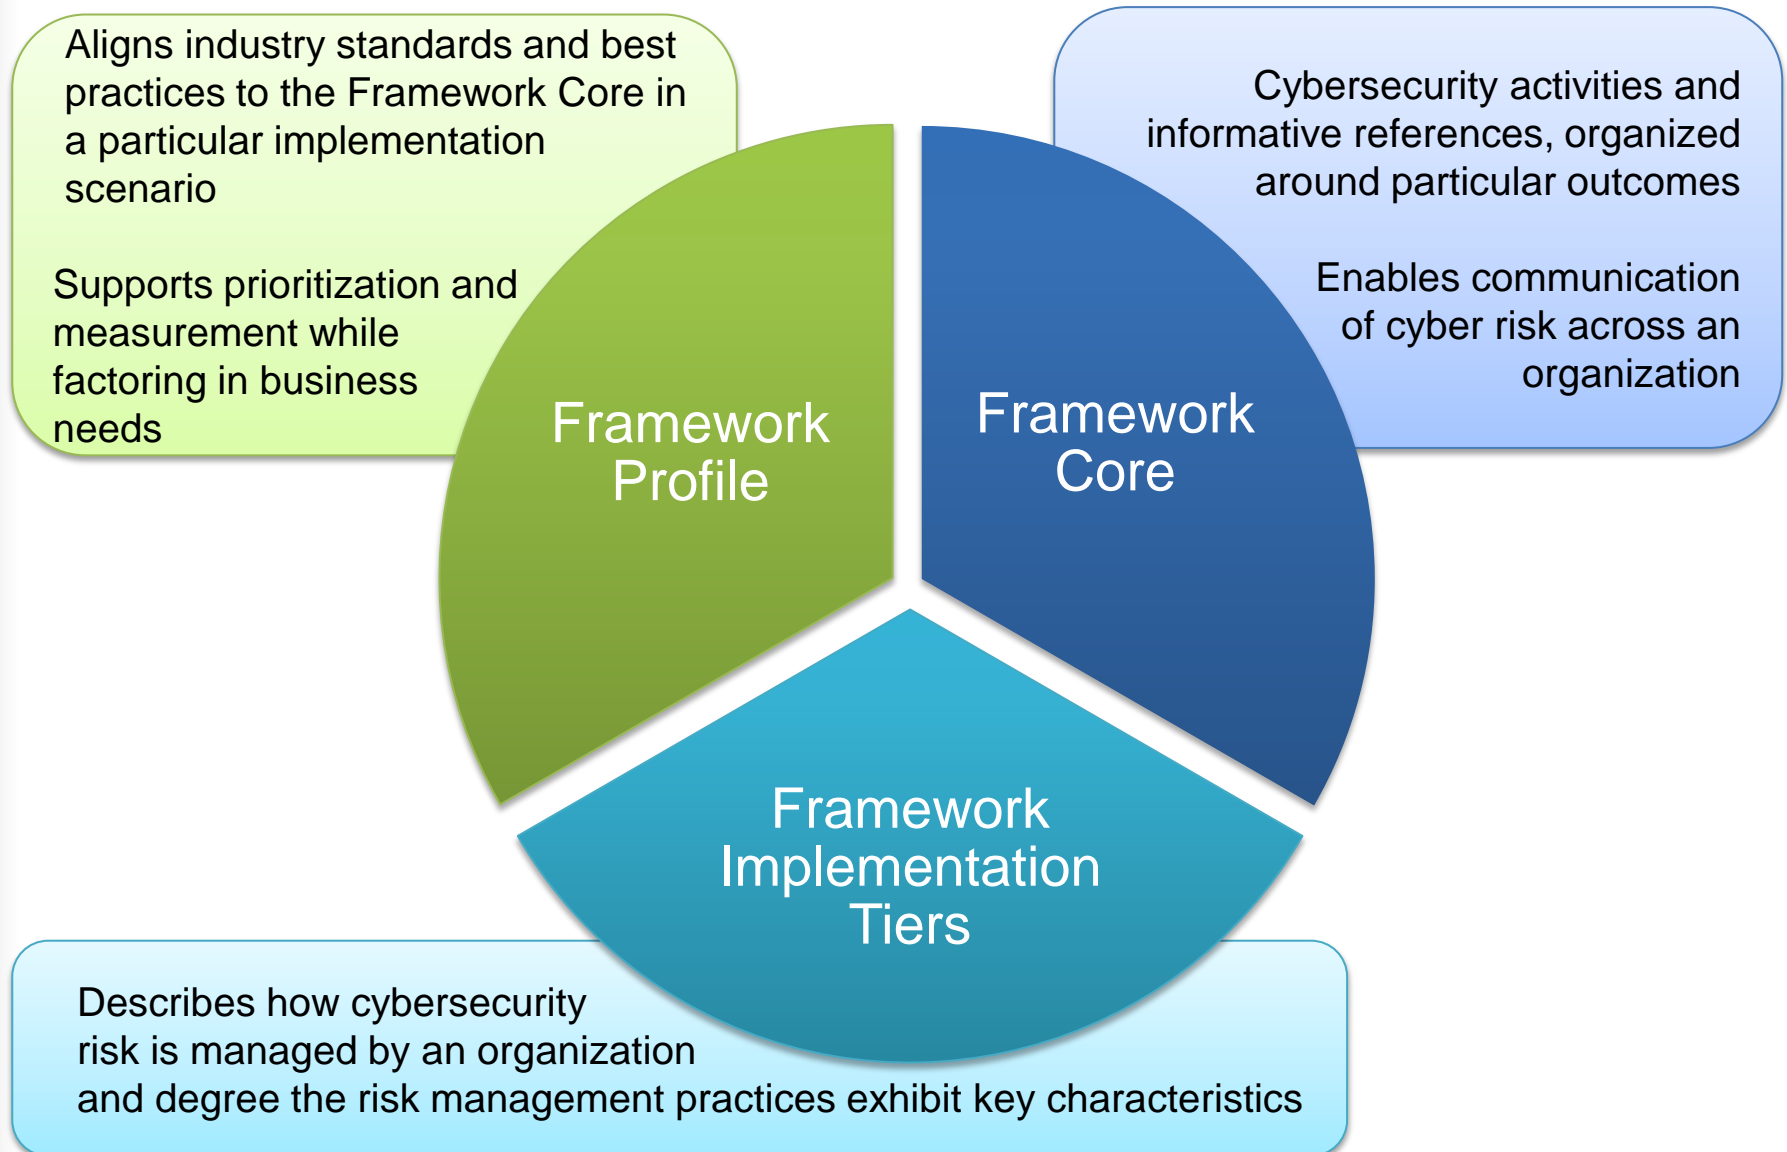 Aligns industry standards and best
practices to the Framework Core in
a particular implementation
scenario
Supports prioritization and
measurement while
factoring in business
needs
Cybersecurity activities and
informative references, organized
around particular outcomes
Enables communication
of cyber risk across an
organization
Framework
Profile
Framework
Core
Framework
Implementation
Tiers
Describes how cybersecurity
risk is managed by an organization
and degree the risk management practices exhibit key characteristics